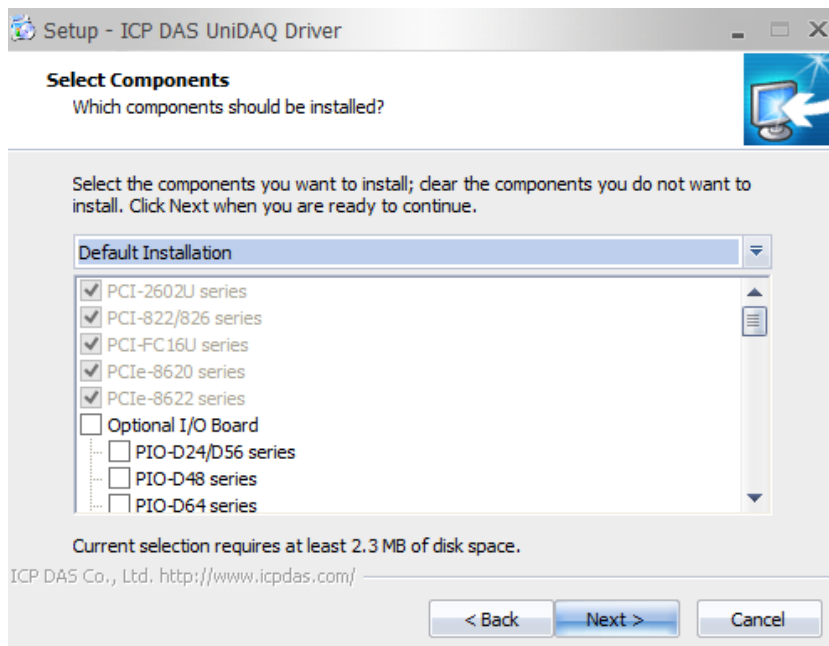 Setup - ICP DAS UniDAQ Driver
Select Components
Which components should be installed?
Select the components you want to install; clear the components you do not want to
install. Click Next when you are ready to continue.
Default Installation
PCI-2602U series
PCI-822/826 series
PCI-FC16U series
PCIe-8620 series
PCIe-8622 series
Optional I/O Board
PIO-D24/D56 series
PIO-D48 series
PIO-D64 series
Current selection requires at least 2.3 MB of disk space.
ICP DAS Co., Ltd. http://www.icpdas.com/
< Back Next > Cancel